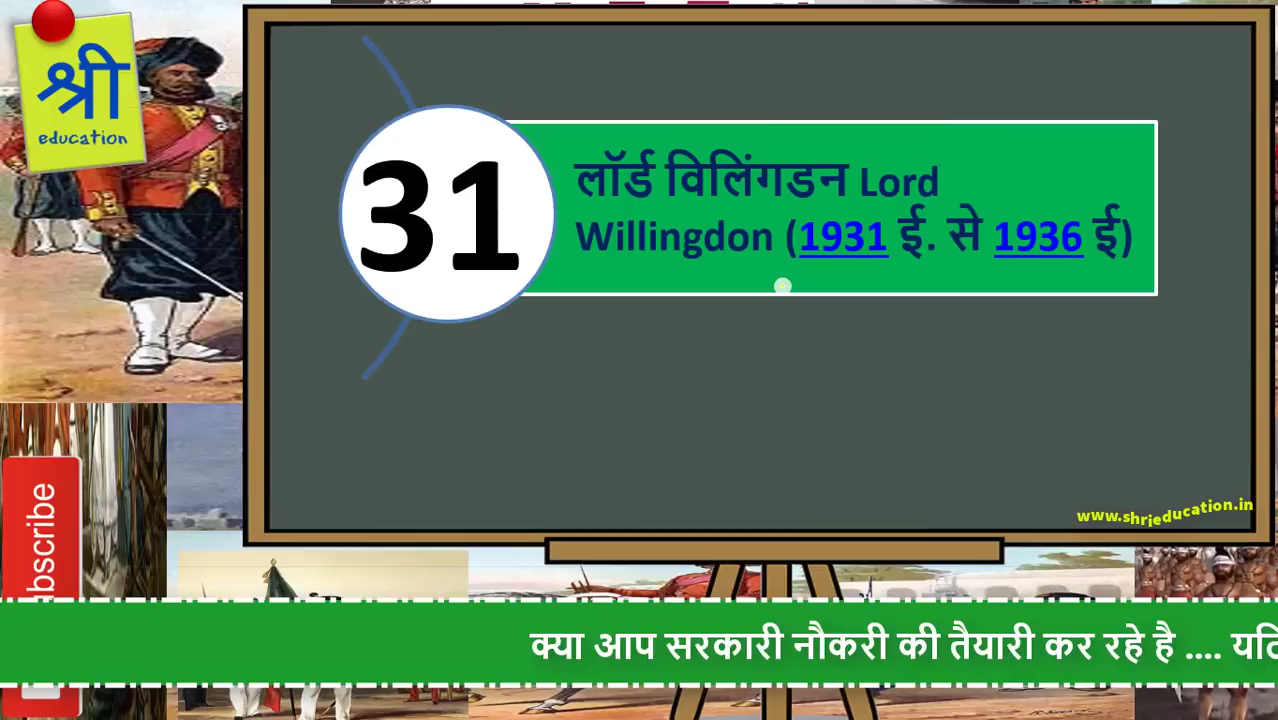 श्री
education
31
लॉर्ड विलिंगडन Lord
Willingdon (1931 ई. से 1936 ई)
www.shrieducation.in
bscribe
क्या आप सरकारी नौकरी की तैयारी कर रहे है ....